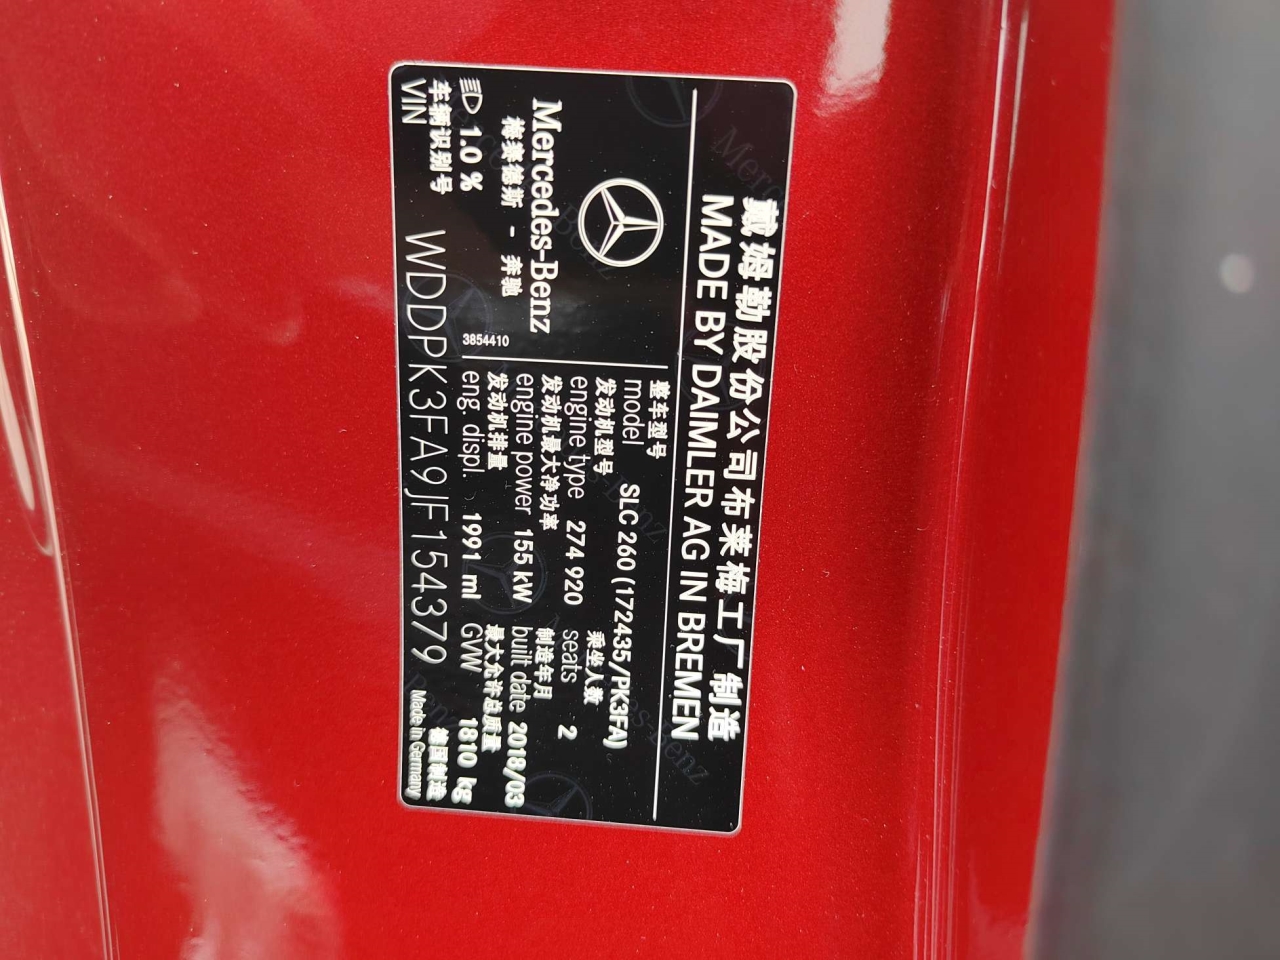 戴姆勒股份公司布莱梅工厂制造
MADE BY DAIMLER AG IN BREMEN
Mercedes-Benz
梅赛德斯 - 奔驰
3854410
整车型号
model SLC 260 (172435/PK3FA)
发动机型号 乘坐人数
engine type 274 920 seats 2
发动机最大净功率 制造年月
engine power 155 kW built date 2018/03
发动机排量 最大允许总质量
eng. displ. 1991 ml GVW 1810 kg
1.0 %
车辆识别号 德国制造
VIN WDDPK3FA9JF154379 Made in Germany